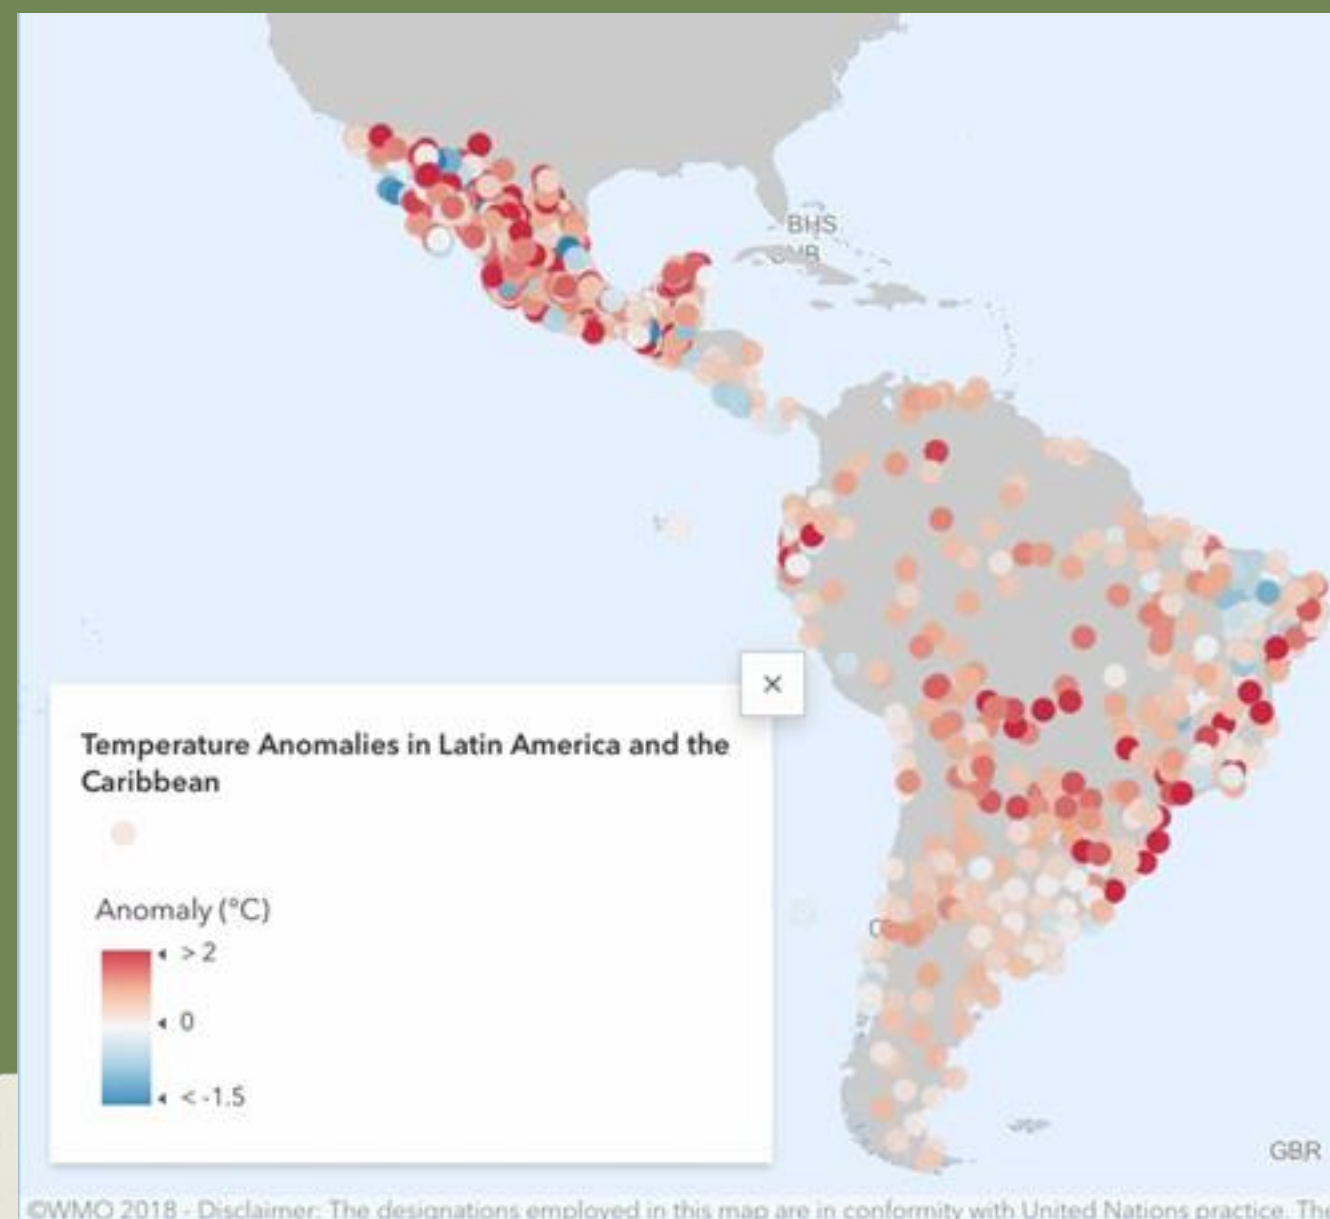 BHS
Temperature Anomalies in Latin America and the
Caribbean
Anomaly (°C)
> 2
0
< -1.5
GBR
©WMO 2018 - Disclaimer: The designations employed in this map are in conformity with United Nations practice. The